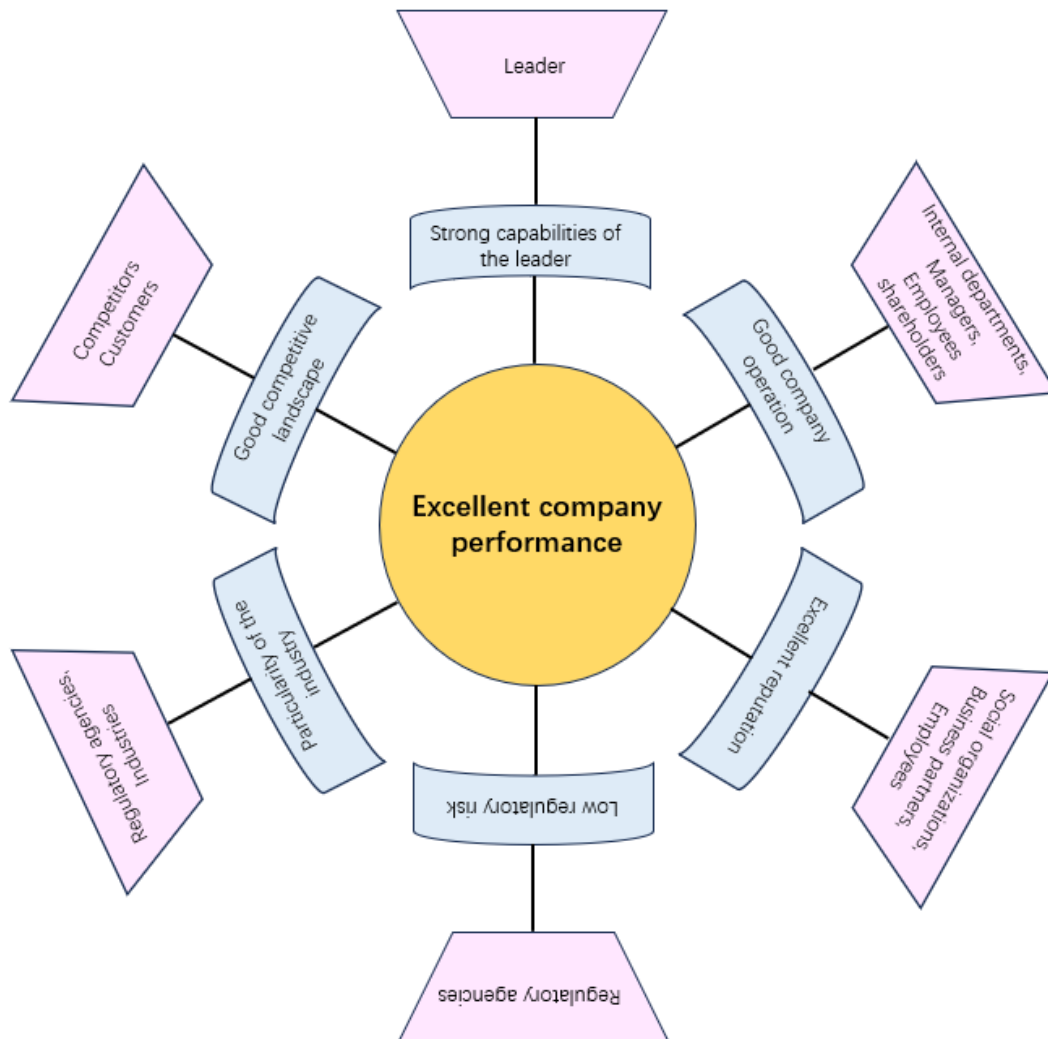 Leader
Strong capabilities of
the leader
Internal departments,
Managers,
Employees
shareholders
Good company
operation
Excellent company
performance
Excellent reputation
Social organizations,
Business partners,
Employees
Low regulatory risk
Regulatory agencies
Particularity of the
industry
Regulatory agencies,
Industries
Good competitive
landscape
Competitors
Customers